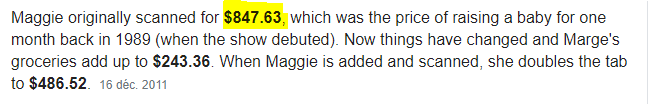 Maggie originally scanned for $847.63, which was the price of raising a baby for one
month back in 1989 (when the show debuted). Now things have changed and Marge's
groceries add up to $243.36. When Maggie is added and scanned, she doubles the tab
to $486.52. 16 déc. 2011